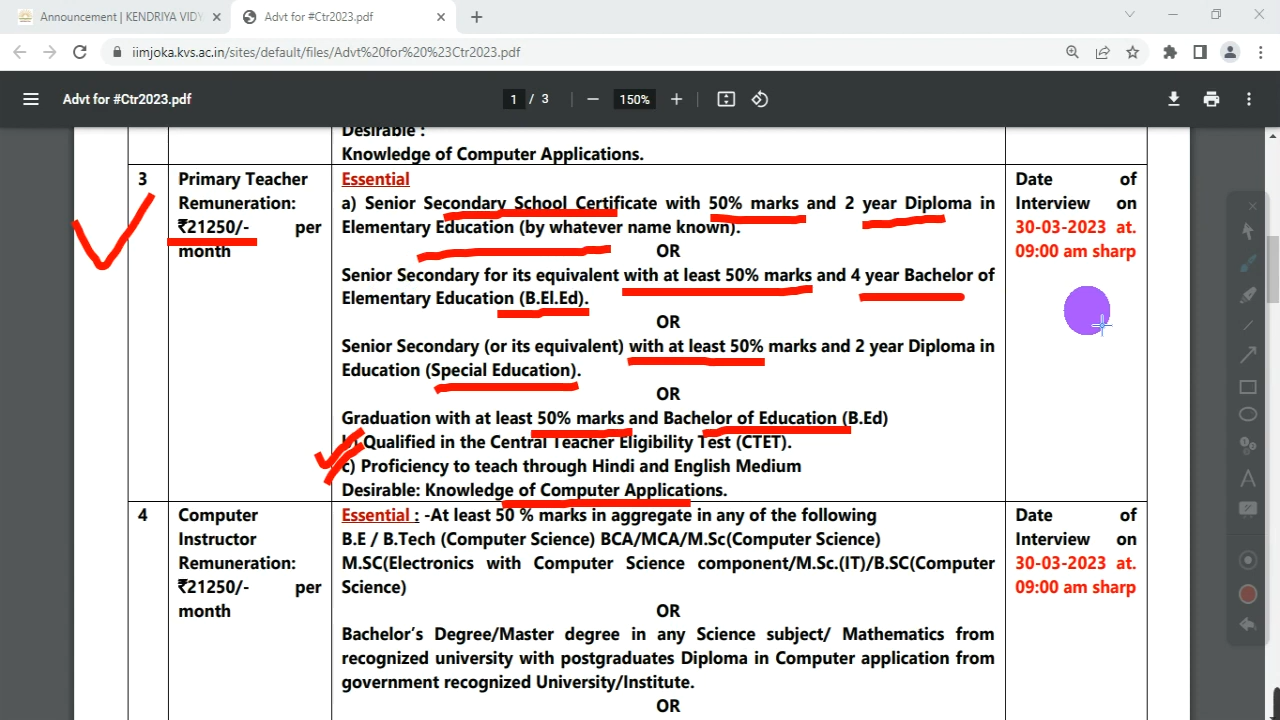 Announcement | KENDRIYA VIDY
Advt for #Ctr2023.pdf
iimjoka.kvs.ac.in/sites/default/files/Advt%20for%20%23Ctr2023.pdf
Advt for #Ctr2023.pdf
1 / 3
150%
Desirable :
Knowledge of Computer Applications.
3
Primary Teacher
Remuneration:
₹21250/- per
month
Essential
a) Senior Secondary School Certificate with 50% marks and 2 year Diploma in
Elementary Education (by whatever name known).
OR
Senior Secondary for its equivalent with at least 50% marks and 4 year Bachelor of
Elementary Education (B.El.Ed).
OR
Senior Secondary (or its equivalent) with at least 50% marks and 2 year Diploma in
Education (Special Education).
OR
Graduation with at least 50% marks and Bachelor of Education (B.Ed)
b) Qualified in the Central Teacher Eligibility Test (CTET).
c) Proficiency to teach through Hindi and English Medium
Desirable: Knowledge of Computer Applications.
Date of
Interview on
30-03-2023 at.
09:00 am sharp
4
Computer
Instructor
Remuneration:
₹21250/- per
month
Essential : -At least 50 % marks in aggregate in any of the following
B.E / B.Tech (Computer Science) BCA/MCA/M.Sc(Computer Science)
M.SC(Electronics with Computer Science component/M.Sc.(IT)/B.SC(Computer
Science)
OR
Bachelor’s Degree/Master degree in any Science subject/ Mathematics from
recognized university with postgraduates Diploma in Computer application from
government recognized University/Institute.
OR
Date of
Interview on
30-03-2023 at.
09:00 am sharp